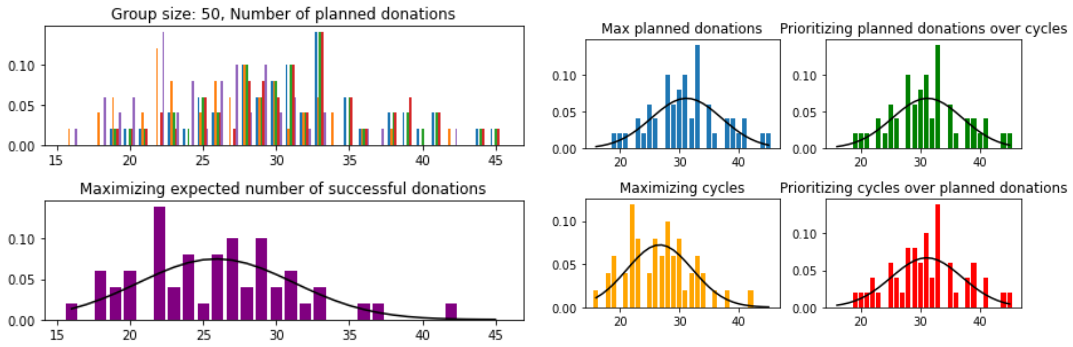 Group size: 50, Number of planned donations
0.10
0.05
0.00
15 20 25 30 35 40 45
Maximizing expected number of successful donations
0.10
0.05
0.00
15 20 25 30 35 40 45
Max planned donations
0.10
0.05
0.00
20 30 40
Prioritizing planned donations over cycles
0.10
0.05
0.00
20 30 40
Maximizing cycles
0.10
0.05
0.00
20 30 40
Prioritizing cycles over planned donations
0.10
0.05
0.00
20 30 40